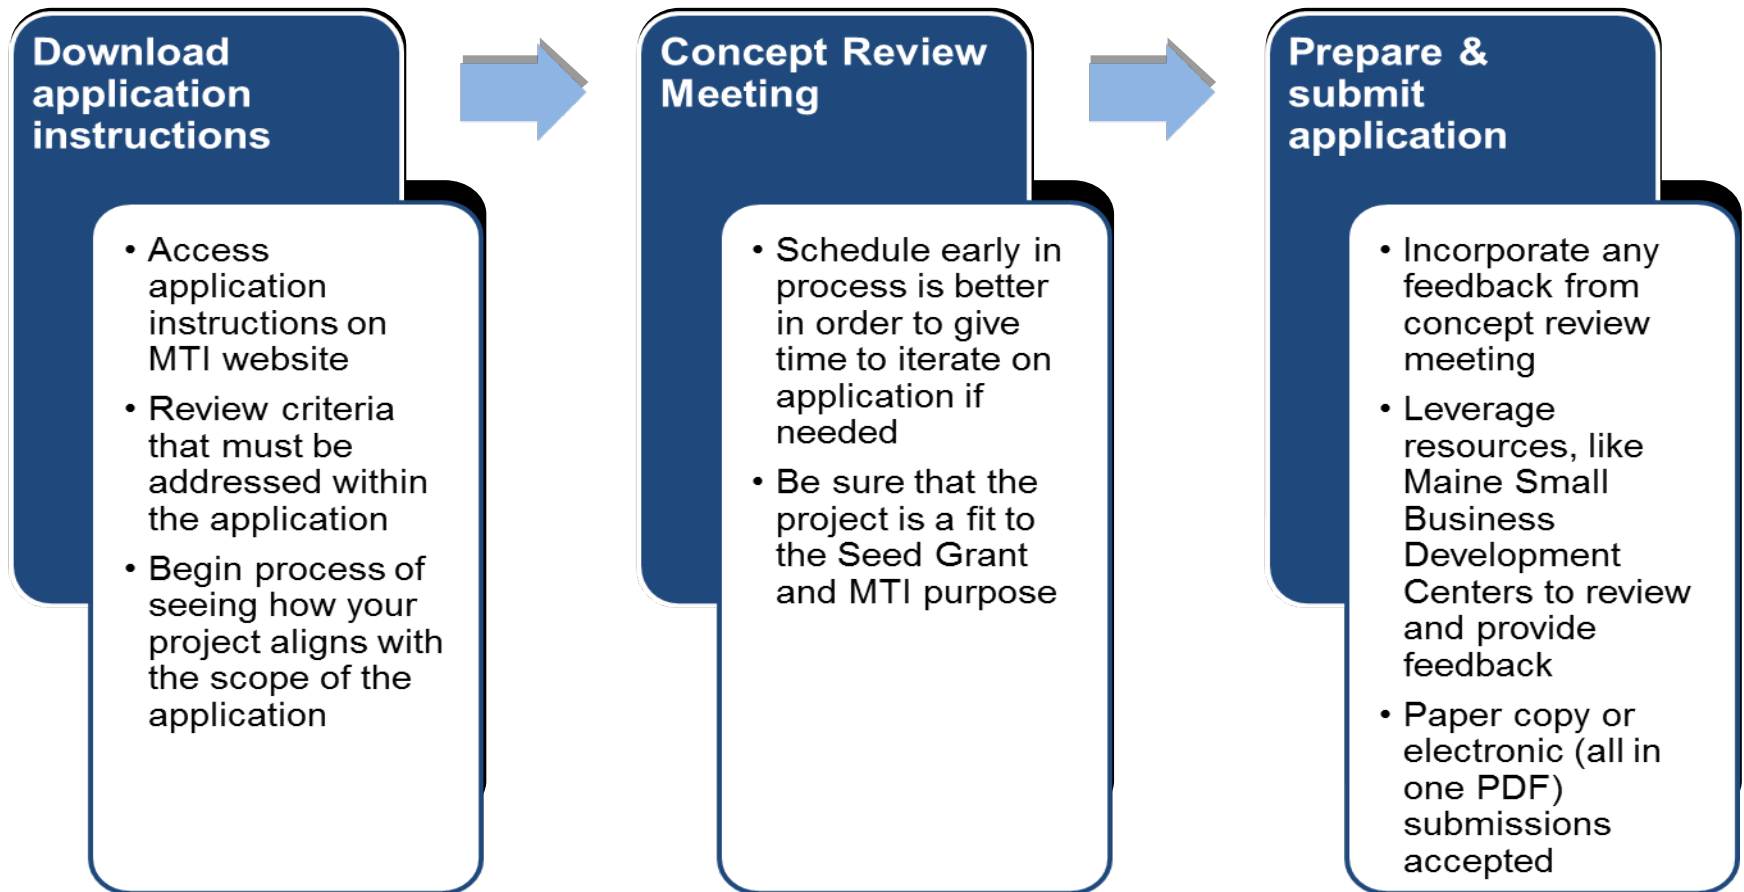 Download
application
instructions
• Access
application
instructions on
MTI website
• Review criteria
that must be
addressed within
the application
• Begin process of
seeing how your
project aligns with
the scope of the
application
Concept Review
Meeting
• Schedule early in
process is better
in order to give
time to iterate on
application if
needed
• Be sure that the
project is a fit to
the Seed Grant
and MTI purpose
Prepare &
submit
application
• Incorporate any
feedback from
concept review
meeting
• Leverage
resources, like
Maine Small
Business
Development
Centers to review
and provide
feedback
• Paper copy or
electronic (all in
one PDF)
submissions
accepted